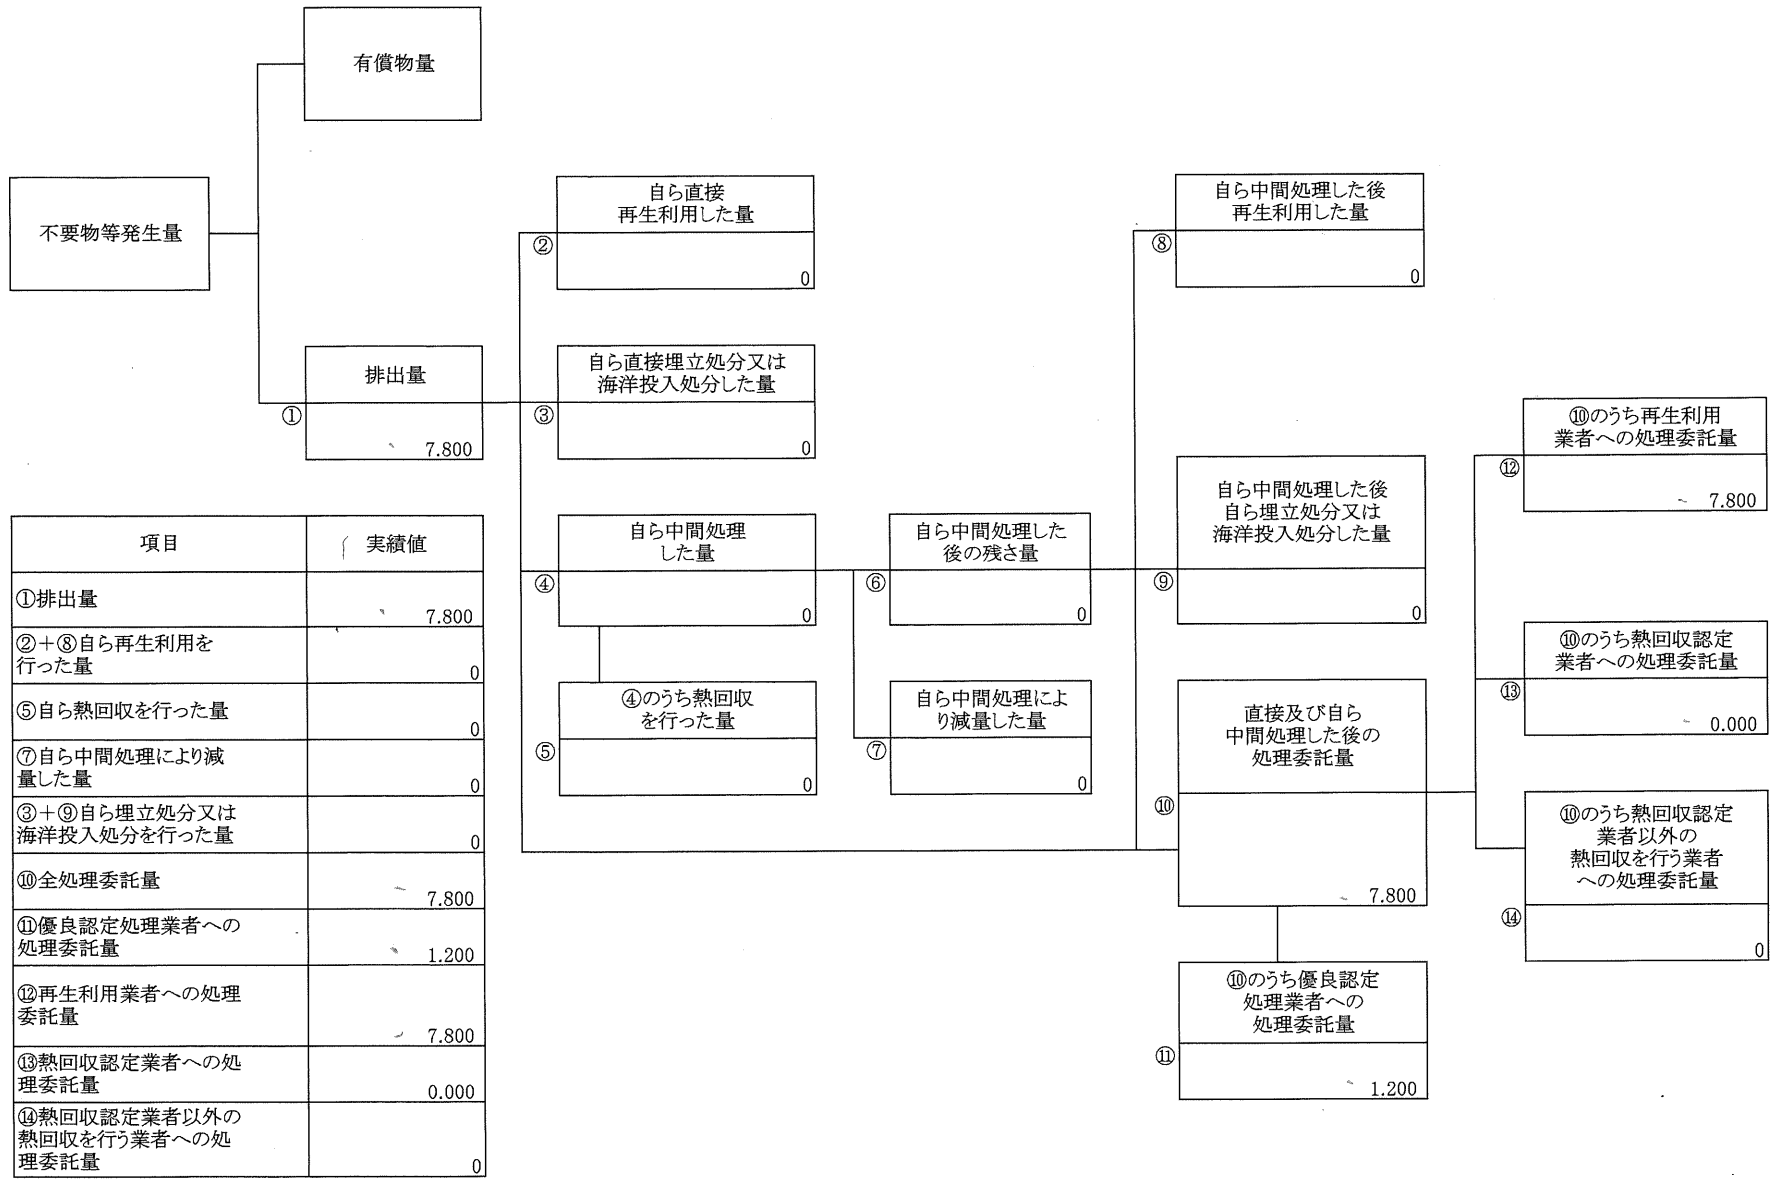 有償物量
不要物等発生量
排出量
①
7.800
自ら直接
再生利用した量
②
0
自ら直接埋立処分又は
海洋投入処分した量
③
0
自ら中間処理
した量
④
0
④のうち熱回収
を行った量
⑤
0
自ら中間処理した
後の残さ量
⑥
0
自ら中間処理によ
り減量した量
⑦
0
自ら中間処理した後
再生利用した量
⑧
0
自ら中間処理した後
自ら埋立処分又は
海洋投入処分した量
⑨
0
直接及び自ら
中間処理した後の
処理委託量
⑩
7.800
⑩のうち優良認定
処理業者への
処理委託量
⑪
1.200
⑩のうち再生利用
業者への処理委託量
⑫
7.800
⑩のうち熱回収認定
業者への処理委託量
⑬
0.000
⑩のうち熱回収認定
業者以外の
熱回収を行う業者
への処理委託量
⑭
0
項目 実績値
①排出量
7.800
②＋⑧自ら再生利用を
行った量
0
⑤自ら熱回収を行った量
0
⑦自ら中間処理により減
量した量
0
③＋⑨自ら埋立処分又は
海洋投入処分を行った量
0
⑩全処理委託量
7.800
⑪優良認定処理業者への
処理委託量
1.200
⑫再生利用業者への処理
委託量
7.800
⑬熱回収認定業者への処
理委託量
0.000
⑭熱回収認定業者以外の
熱回収を行う業者への処
理委託量
0